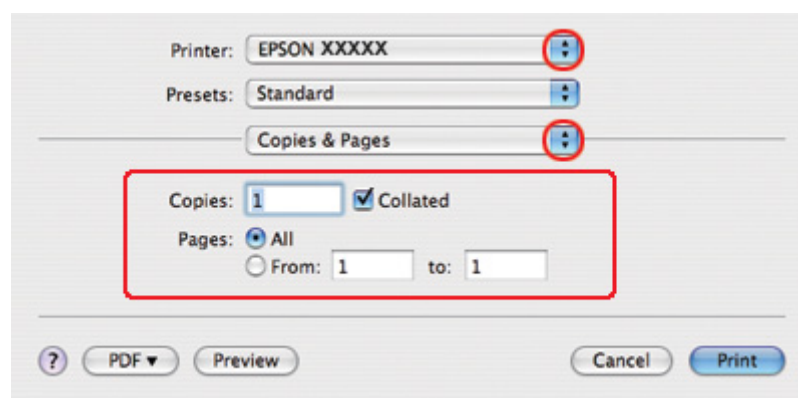 Printer: EPSON XXXXX
Presets: Standard
Copies & Pages
Copies: 1 Collated
Pages: All
From: 1 to: 1
? PDF ▼ Preview Cancel Print